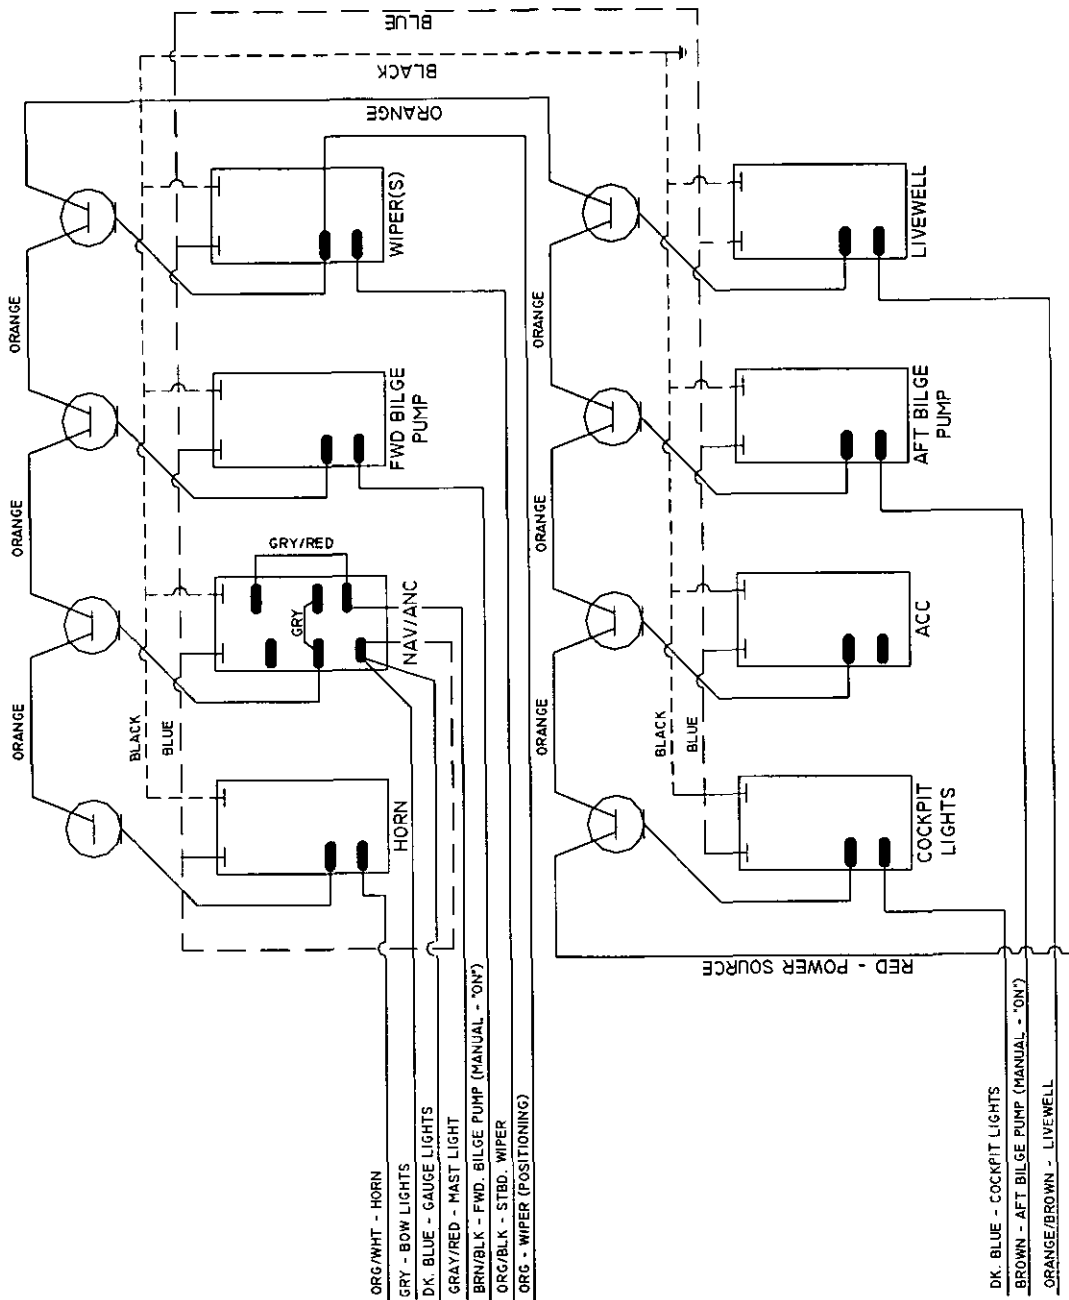 BLUE
BLACK
ORANGE
ORANGE
ORANGE
ORANGE
WIPER(S)
FWD BILGE
PUMP
GRY/RED
GRY
NAV/ANC
BLACK
BLUE
HORN
ORANGE
ORANGE
ORANGE
LIVEWELL
AFT BILGE
PUMP
ACC
BLACK
BLUE
COCKPIT
LIGHTS
RED - POWER SOURCE
ORG/WHT - HORN
GRY - BOW LIGHTS
DK. BLUE - GAUGE LIGHTS
GRAY/RED - MAST LIGHT
BRN/BLK - FWD. BILGE PUMP (MANUAL - "ON")
ORG/BLK - STBD. WIPER
ORG - WIPER (POSITIONING)
DK. BLUE - COCKPIT LIGHTS
BROWN - AFT BILGE PUMP (MANUAL - "ON")
ORANGE/BROWN - LIVEWELL